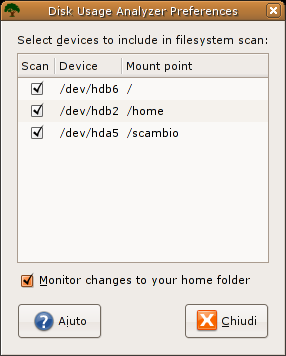 Disk Usage Analyzer Preferences
Select devices to include in filesystem scan:
Scan Device Mount point
/dev/hdb6 /
/dev/hdb2 /home
/dev/hda5 /scambio
Monitor changes to your home folder
Aiuto Chiudi